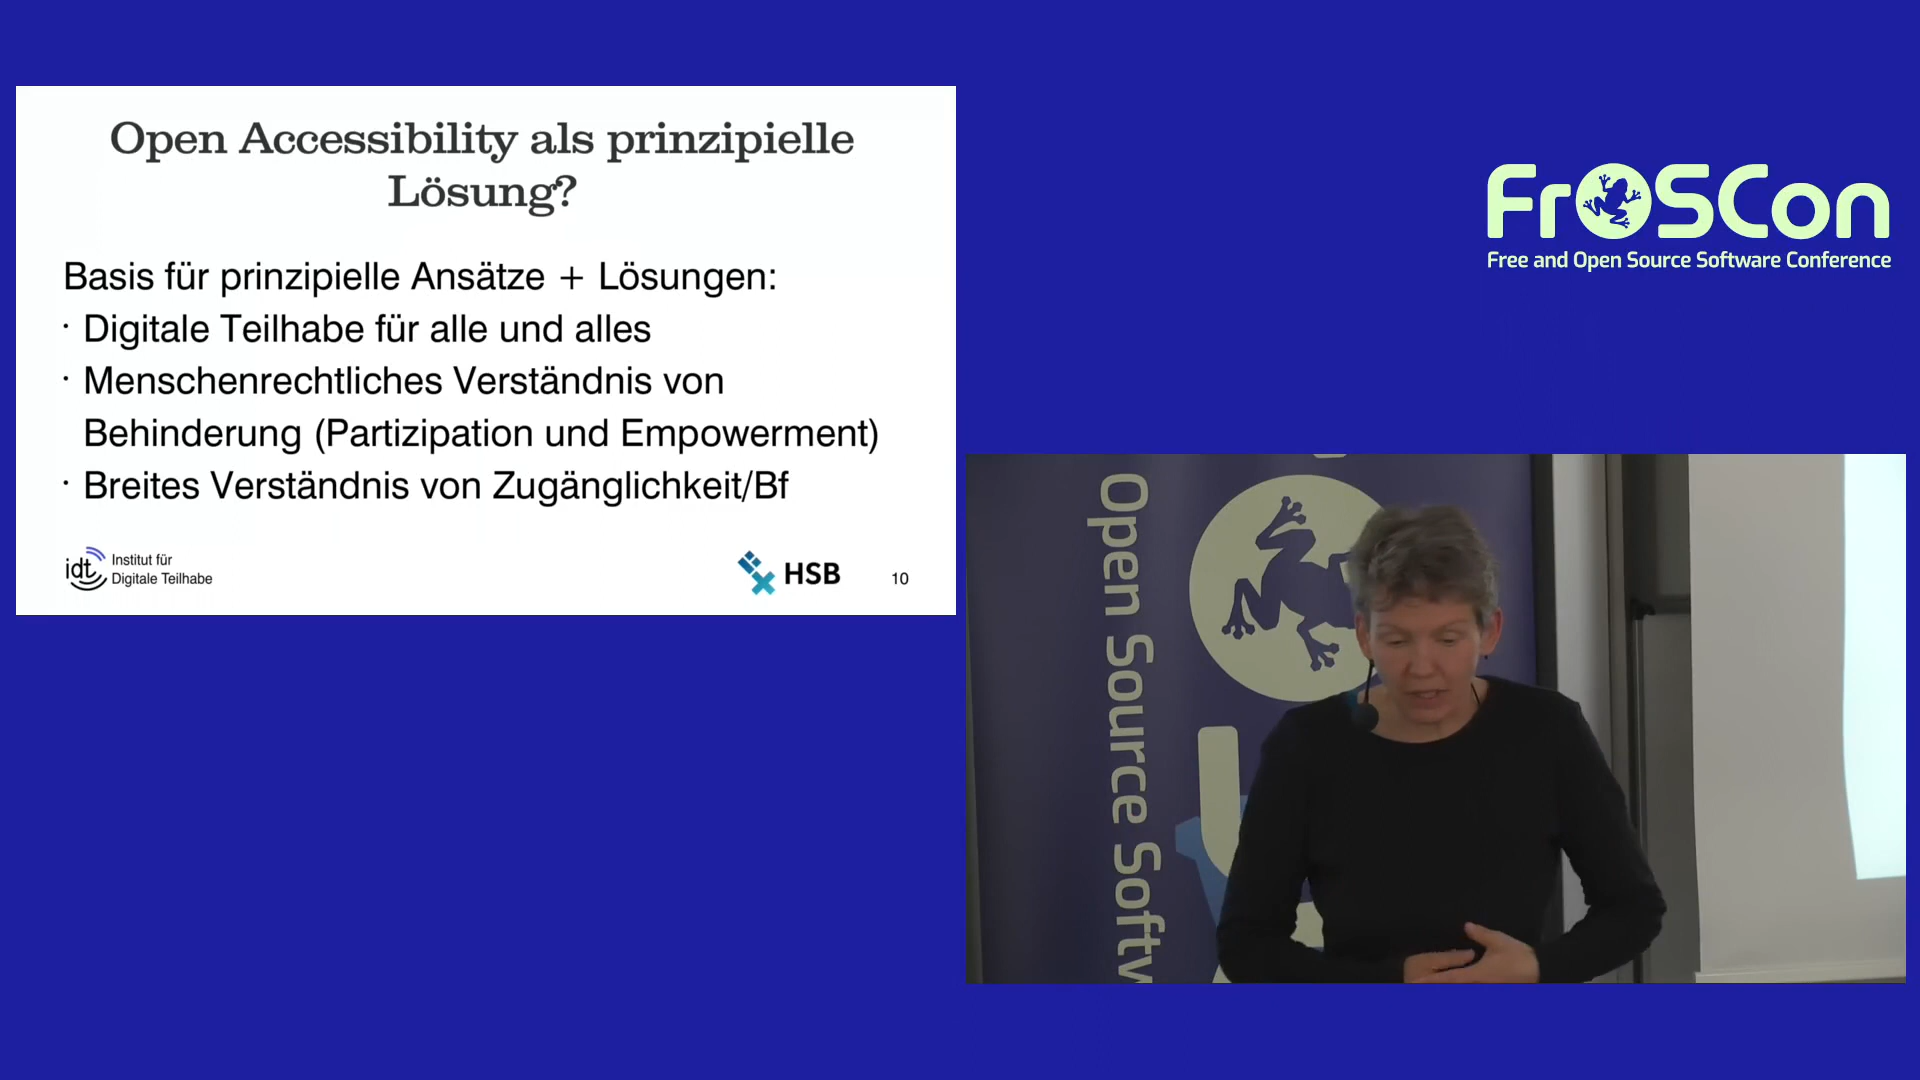 Open Accessibility als prinzipielle
Lösung?
Basis für prinzipielle Ansätze + Lösungen:
· Digitale Teilhabe für alle und alles
· Menschenrechtliches Verständnis von
Behinderung (Partizipation und Empowerment)
· Breites Verständnis von Zugänglichkeit/Bf
idt Institut für
Digitale Teilhabe
HSB
10
FrOSCon
Free and Open Source Software Conference
Open Source Softw